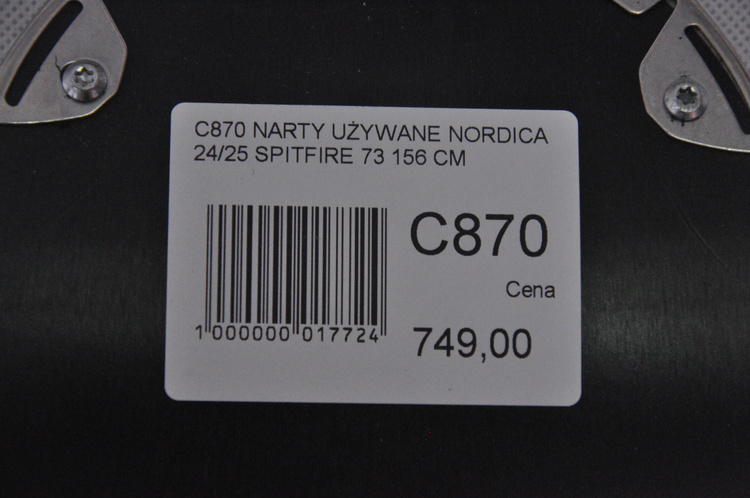 C870 NARTY UŻYWANE NORDICA
24/25 SPITFIRE 73 156 CM
C870
Cena
1 000000 017724
749,00